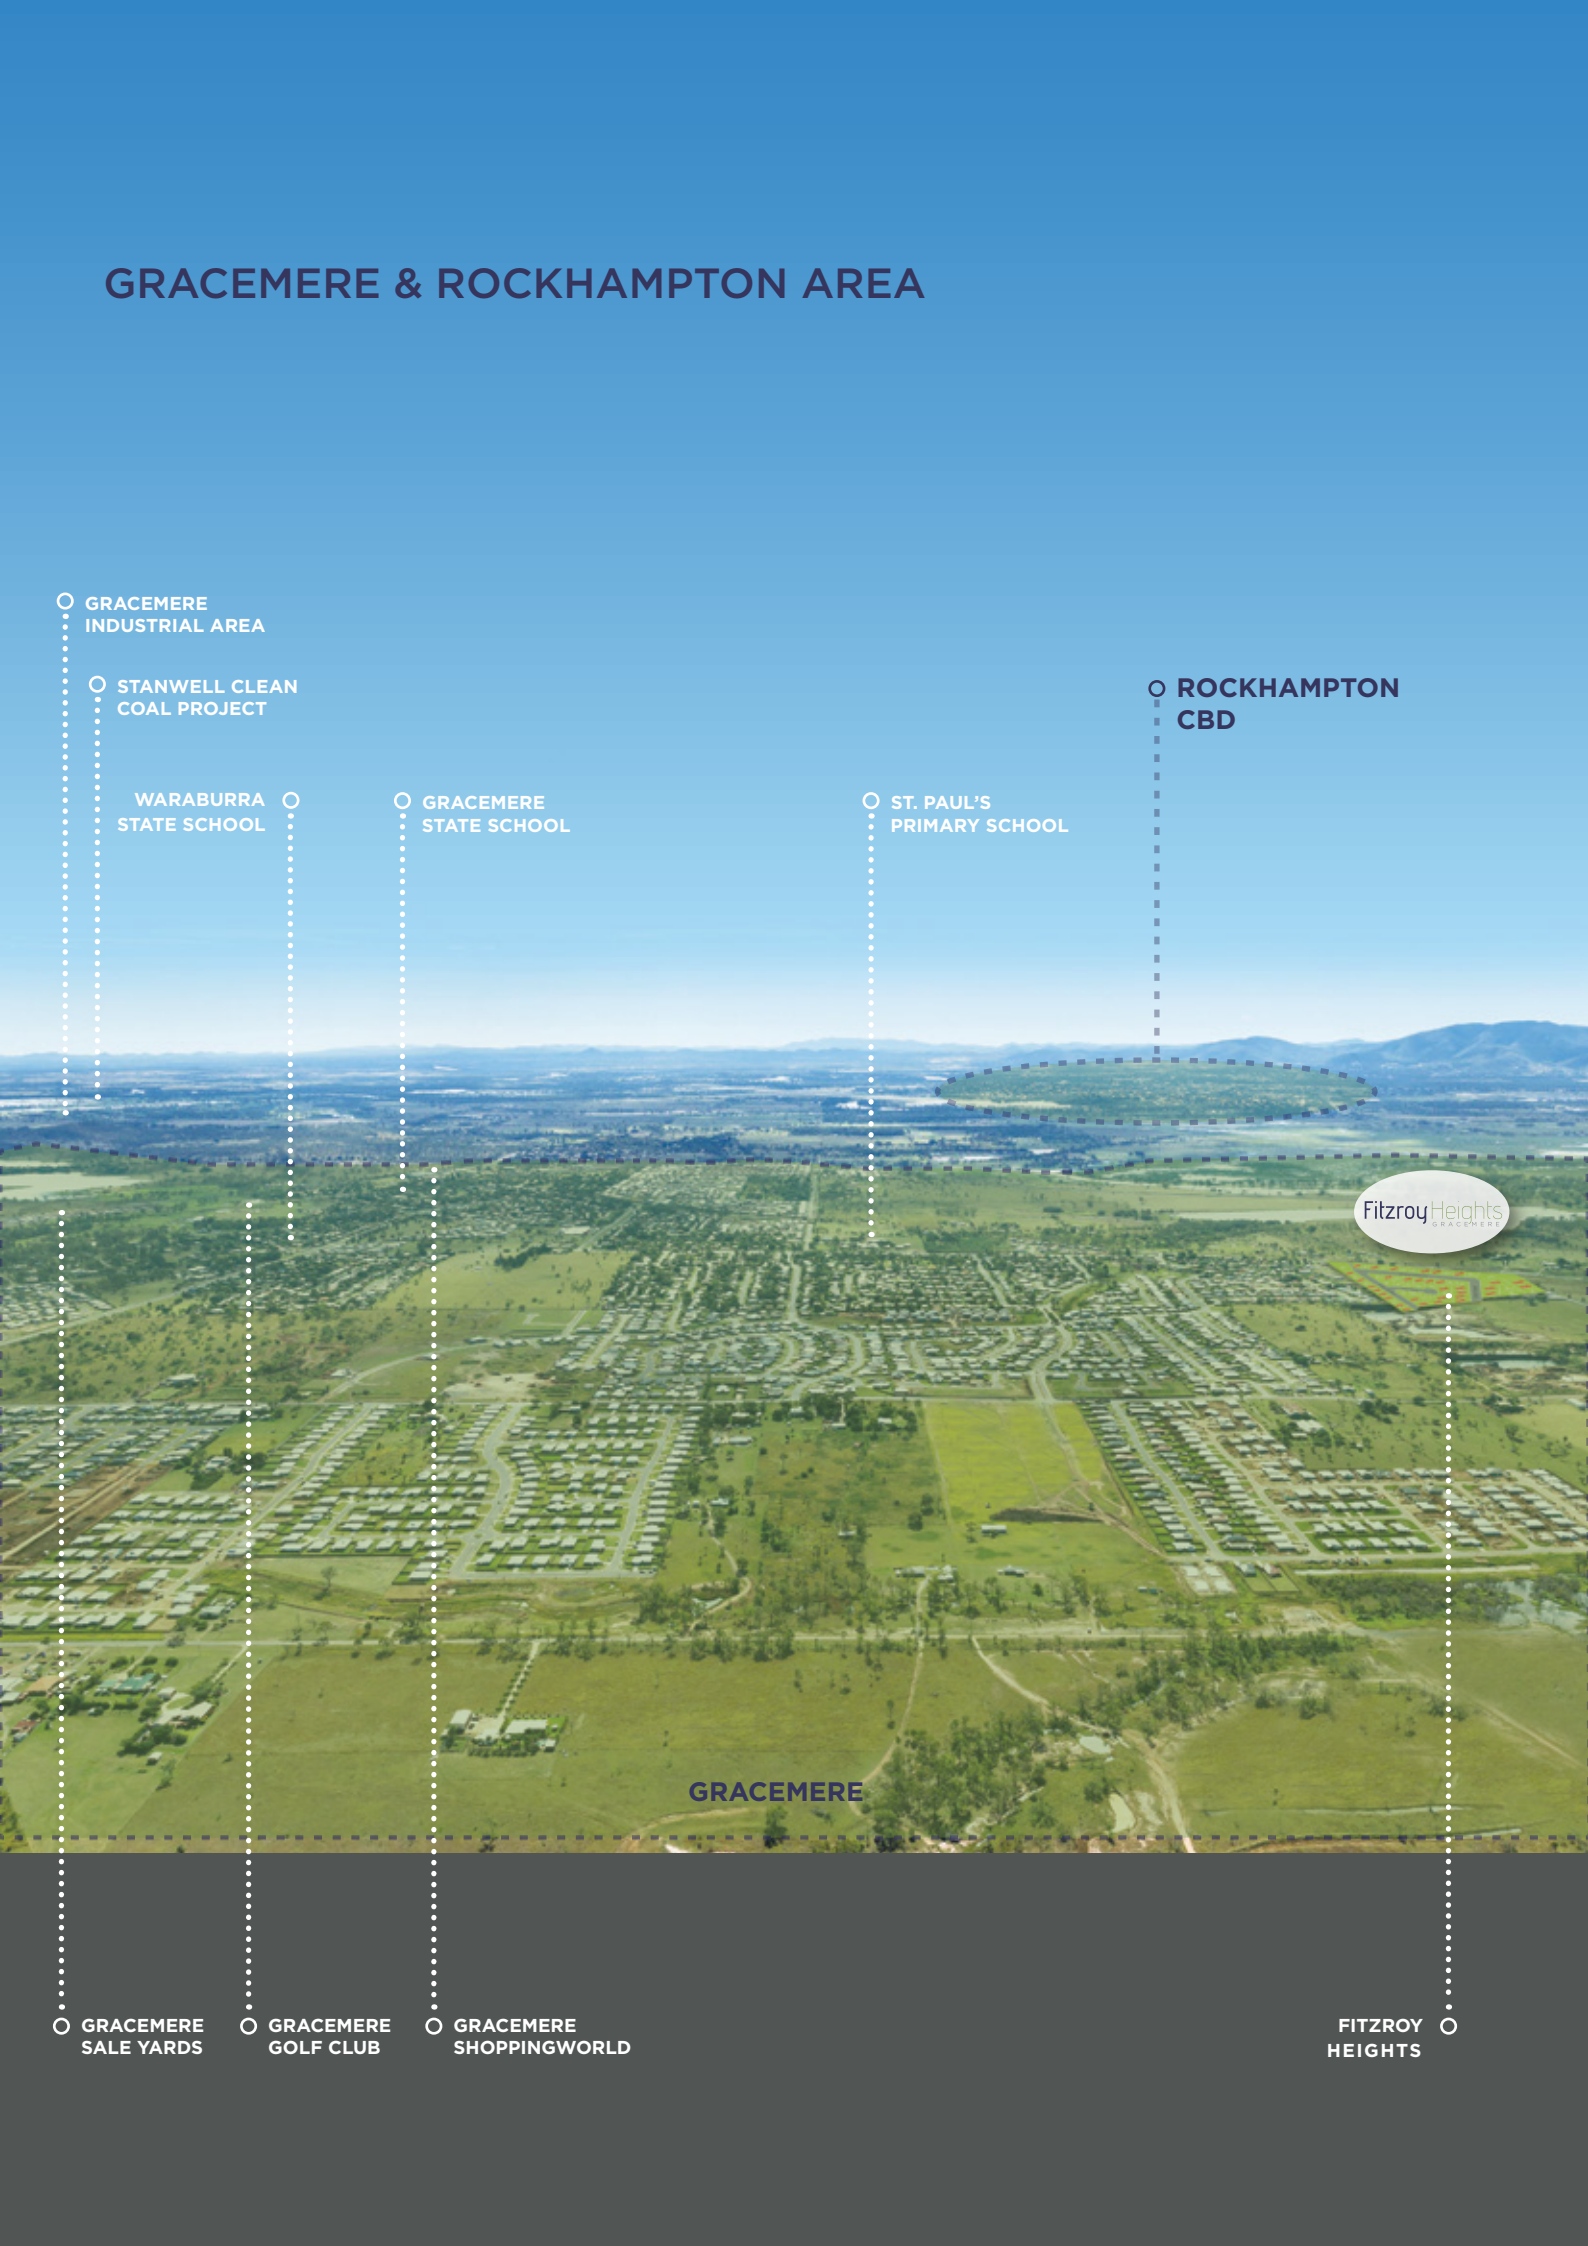 GRACEMERE & ROCKHAMPTON AREA
GRACEMERE
INDUSTRIAL AREA
STANWELL CLEAN
COAL PROJECT
ROCKHAMPTON
CBD
WARABURRA
STATE SCHOOL
GRACEMERE
STATE SCHOOL
ST. PAUL’S
PRIMARY SCHOOL
FitzroyHeights
GRACEMERE
GRACEMERE
GRACEMERE
SALE YARDS
GRACEMERE
GOLF CLUB
GRACEMERE
SHOPPINGWORLD
FITZROY
HEIGHTS